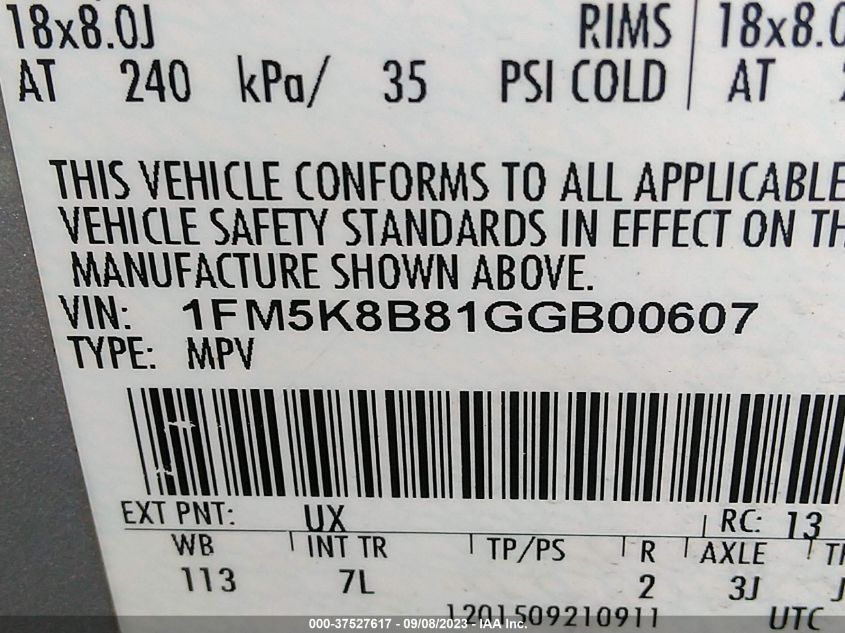 18x8.0J RIMS 18x8.0
AT 240 kPa/ 35 PSI COLD AT
THIS VEHICLE CONFORMS TO ALL APPLICABLE
VEHICLE SAFETY STANDARDS IN EFFECT ON TH
MANUFACTURE SHOWN ABOVE.
VIN: 1FM5K8B81GGB00607
TYPE: MPV
EXT PNT: UX RC: 13
WB INT TR TP/PS R AXLE
113 7L 2 3J
1201509210911 UTC
000-37527617 - 09/08/2023 - IAA Inc.